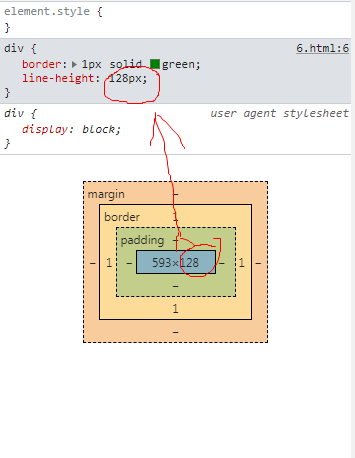 element.style {
}
div { 6.html:6
border: 1px solid green;
line-height: 128px;
}
div { user agent stylesheet
display: block;
}
margin –
border 1
padding –
– 1 – 593×128 – 1 –
–
1
–